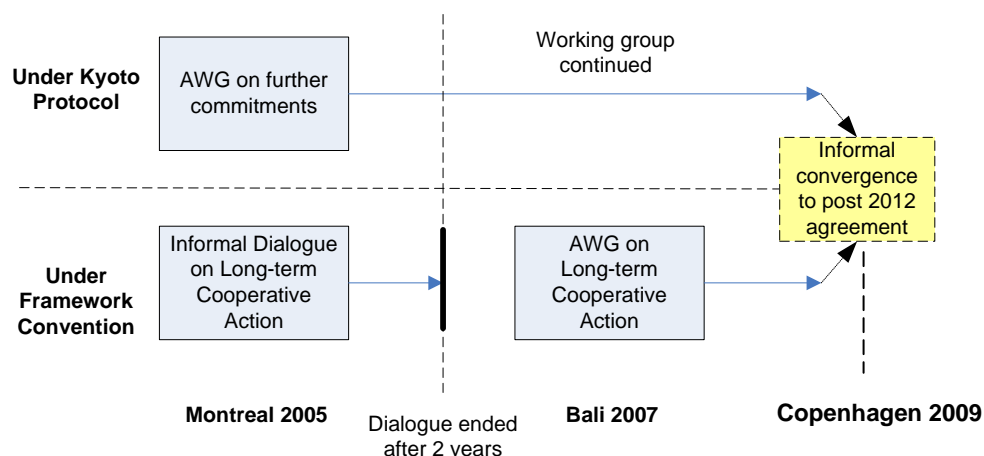 Under Kyoto
Protocol
AWG on further
commitments
Working group
continued
Informal
convergence
to post 2012
agreement
Under
Framework
Convention
Informal Dialogue
on Long-term
Cooperative
Action
AWG on
Long-term
Cooperative
Action
Montreal 2005
Dialogue ended
after 2 years
Bali 2007
Copenhagen 2009